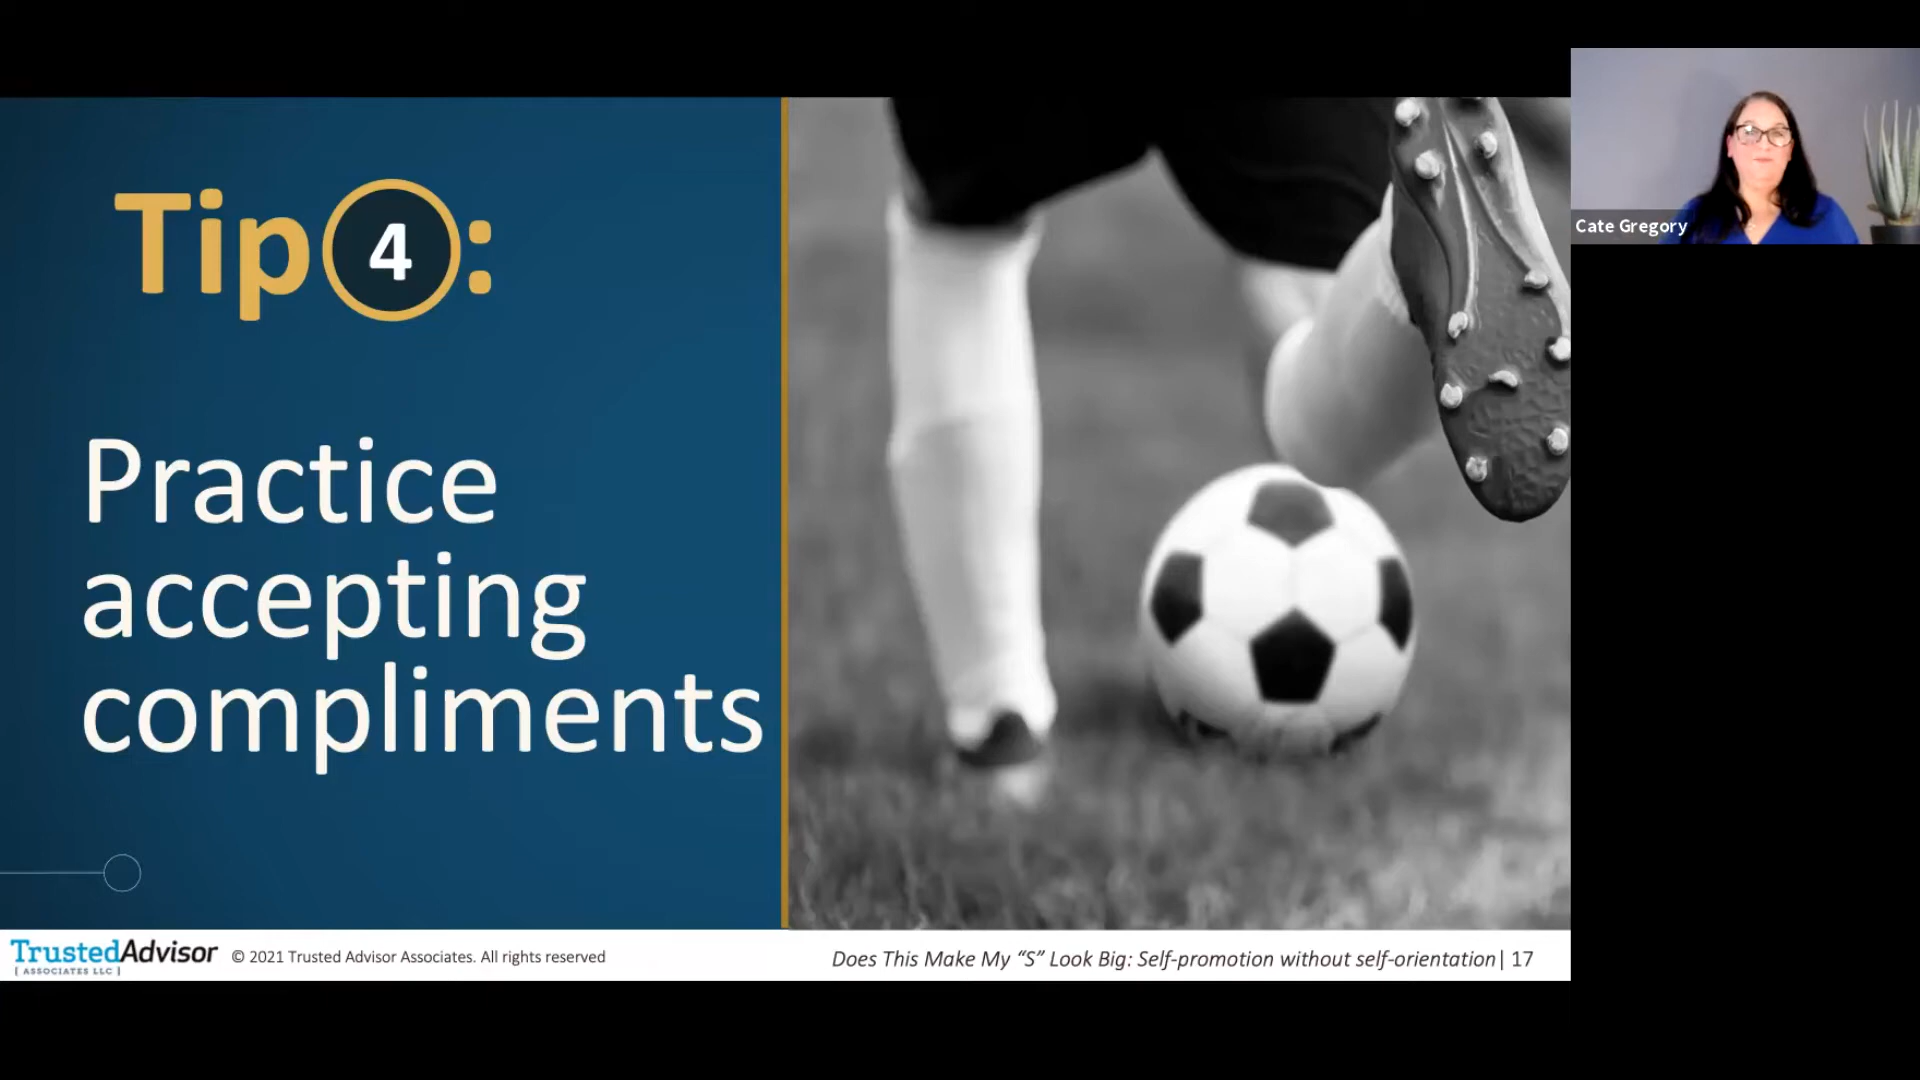 Tip 4:
Practice
accepting
compliments
Cate Gregory
TrustedAdvisor
[ ASSOCIATES LLC ]
© 2021 Trusted Advisor Associates. All rights reserved
Does This Make My “S” Look Big: Self-promotion without self-orientation| 17